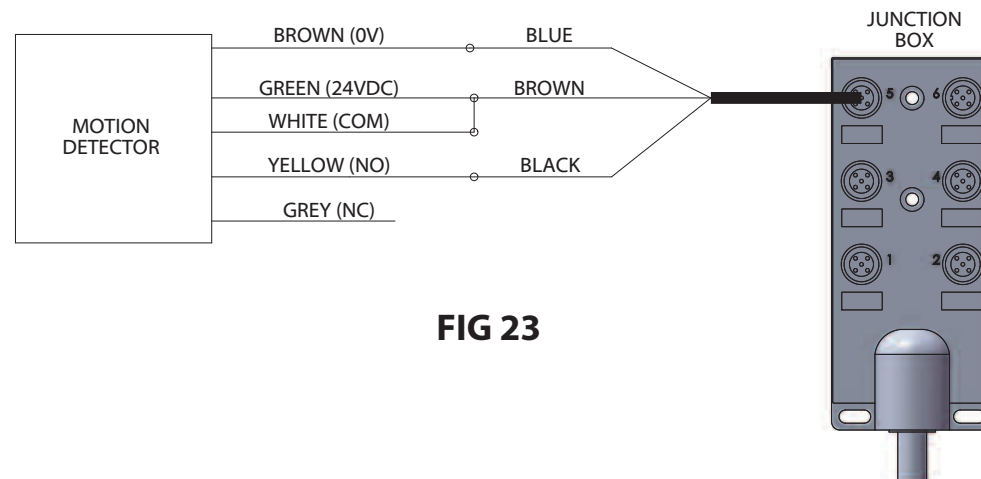 JUNCTION
BOX
BROWN (0V) BLUE
GREEN (24VDC) BROWN
WHITE (COM)
MOTION
DETECTOR
YELLOW (NO) BLACK
GREY (NC)
5 6
3 4
1 2
FIG 23